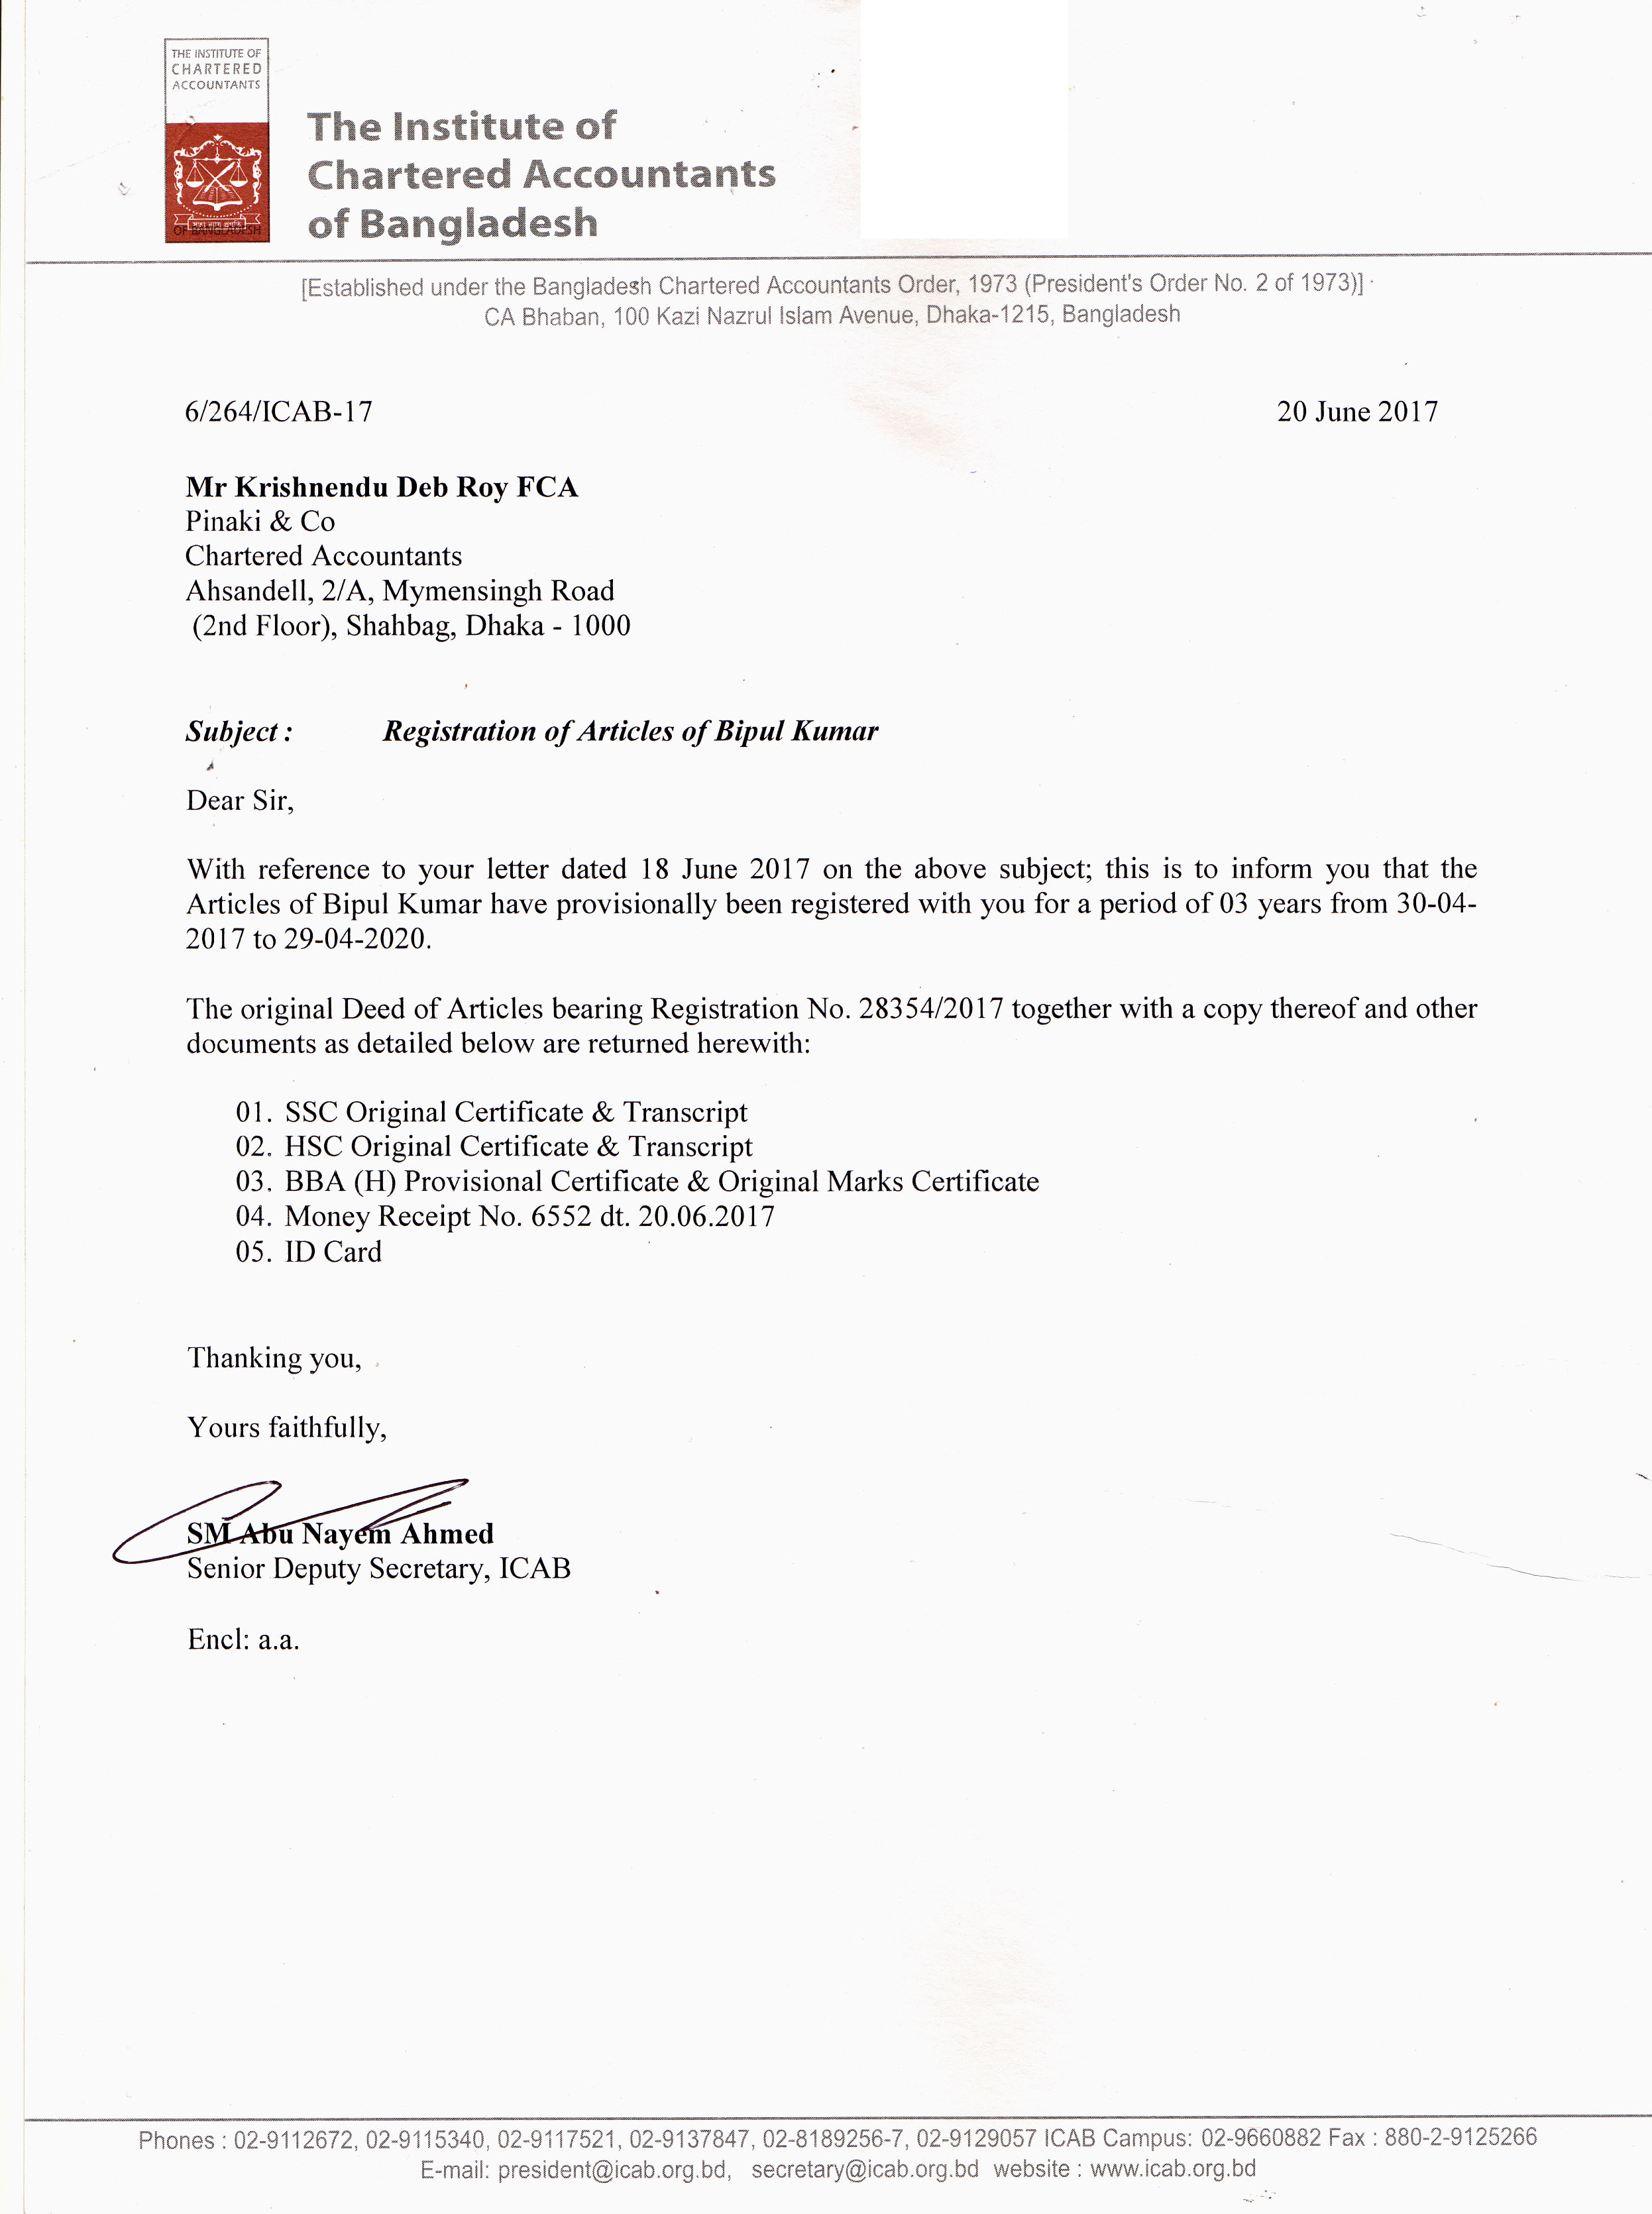 THE INSTITUTE OF
CHARTERED
ACCOUNTANTS
OF BANGLADESH
The Institute of
Chartered Accountants
of Bangladesh
[Established under the Bangladesh Chartered Accountants Order, 1973 (President's Order No. 2 of 1973)]
CA Bhaban, 100 Kazi Nazrul Islam Avenue, Dhaka-1215, Bangladesh
6/264/ICAB-17 20 June 2017
Mr Krishnendu Deb Roy FCA
Pinaki & Co
Chartered Accountants
Ahsandell, 2/A, Mymensingh Road
(2nd Floor), Shahbag, Dhaka - 1000
Subject : Registration of Articles of Bipul Kumar
Dear Sir,
With reference to your letter dated 18 June 2017 on the above subject; this is to inform you that the
Articles of Bipul Kumar have provisionally been registered with you for a period of 03 years from 30-04-
2017 to 29-04-2020.
The original Deed of Articles bearing Registration No. 28354/2017 together with a copy thereof and other
documents as detailed below are returned herewith:
01. SSC Original Certificate & Transcript
02. HSC Original Certificate & Transcript
03. BBA (H) Provisional Certificate & Original Marks Certificate
04. Money Receipt No. 6552 dt. 20.06.2017
05. ID Card
Thanking you,
Yours faithfully,
SM Abu Nayem Ahmed
Senior Deputy Secretary, ICAB
Encl: a.a.
Phones : 02-9112672, 02-9115340, 02-9117521, 02-9137847, 02-8189256-7, 02-9129057 ICAB Campus: 02-9660882 Fax : 880-2-9125266
E-mail: president@icab.org.bd, secretary@icab.org.bd website : www.icab.org.bd